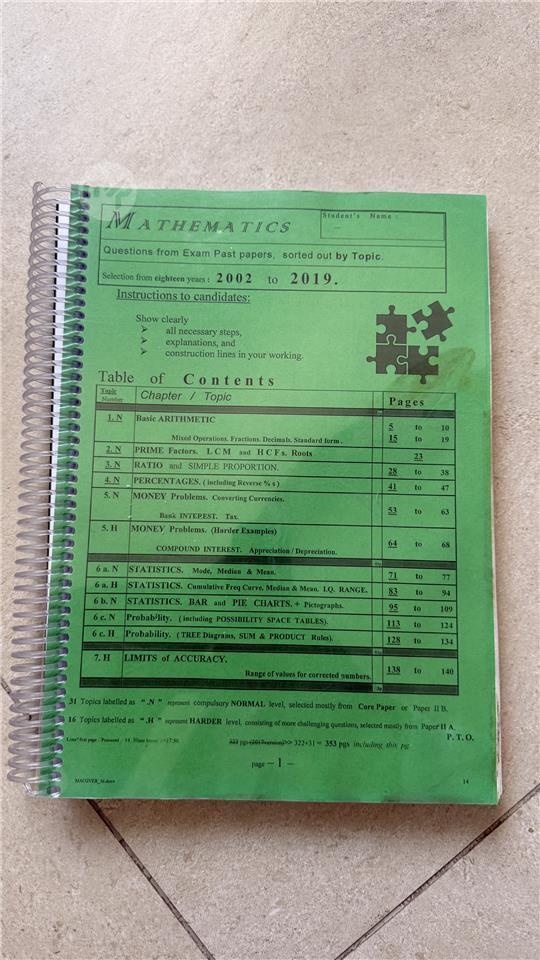 MATHEMATICS
Student's Name :
Questions from Exam Past papers, sorted out by Topic.
Selection from eighteen years : 2002 to 2019.
Instructions to candidates:
Show clearly
➢ all necessary steps,
➢ explanations, and
➢ construction lines in your working.
Table of Contents
Topic Number Chapter / Topic Pages
1. N Basic ARITHMETIC 5 to 10
Mixed Operations. Fractions. Decimals. Standard form . 15 to 19
2. N PRIME Factors. L C M and H C F s. Roots 23
3. N RATIO and SIMPLE PROPORTION. 28 to 38
4. N PERCENTAGES. ( including Reverse % s ) 41 to 47
5. N MONEY Problems. Converting Currencies.
Bank INTEREST. Tax. 53 to 63
5. H MONEY Problems. (Harder Examples)
COMPOUND INTEREST. Appreciation / Depreciation. 64 to 68
6 a. N STATISTICS. Mode, Median & Mean. 71 to 77
6 a. H STATISTICS. Cumulative Freq Curve, Median & Mean. I.Q. RANGE. 83 to 94
6 b. N STATISTICS. BAR and PIE CHARTS. + Pictographs. 95 to 109
6 c. N Probability. ( including POSSIBILITY SPACE TABLES). 113 to 124
6 c. H Probability. ( TREE Diagrams, SUM & PRODUCT Rules). 128 to 134
7. H LIMITS of ACCURACY.
Range of values for corrected numbers. 138 to 140
31 Topics labelled as " .N " represent compulsory NORMAL level, selected mostly from Core Paper or Paper II B.
16 Topics labelled as " .H " represent HARDER level, consisting of more challenging questions, selected mostly from Paper II A.
P. T. O.
322+31 = 353 pgs including this pg.
page – 1 –
14